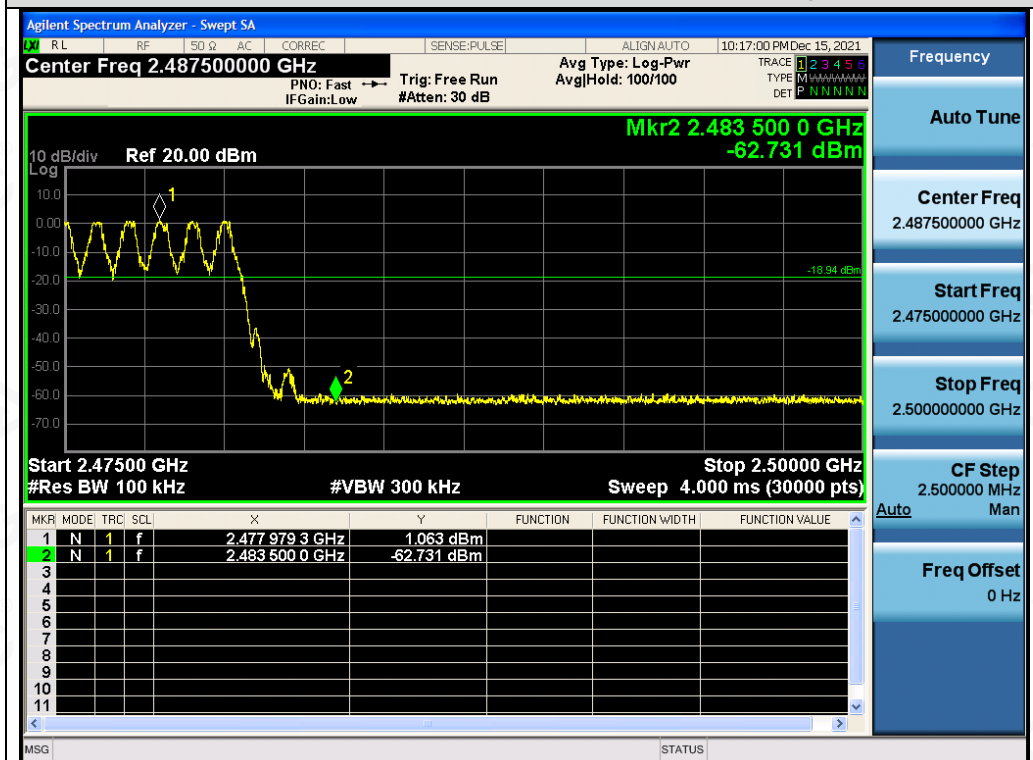 Agilent Spectrum Analyzer - Swept SA
LXI RL RF 50 Ω AC CORREC SENSE:PULSE ALIGN AUTO 10:17:00 PM Dec 15, 2021
Center Freq 2.487500000 GHz
PNO: Fast
IFGain:Low
Trig: Free Run
#Atten: 30 dB
Avg Type: Log-Pwr
Avg|Hold: 100/100
TRACE 1 2 3 4 5 6
TYPE M
DET P N N N N N
Mkr2 2.483 500 0 GHz
-62.731 dBm
10 dB/div Ref 20.00 dBm
Log
10.0
0.00
-10.0
-20.0
-30.0
-40.0
-50.0
-60.0
-70.0
1
2
-18.94 dBm
Start 2.47500 GHz Stop 2.50000 GHz
#Res BW 100 kHz #VBW 300 kHz Sweep 4.000 ms (30000 pts)
MKR MODE TRC SCL X Y FUNCTION FUNCTION WIDTH FUNCTION VALUE
1 N 1 f 2.477 979 3 GHz 1.063 dBm
2 N 1 f 2.483 500 0 GHz -62.731 dBm
3
4
5
6
7
8
9
10
11
MSG STATUS
Frequency
Auto Tune
Center Freq
2.487500000 GHz
Start Freq
2.475000000 GHz
Stop Freq
2.500000000 GHz
CF Step
2.500000 MHz
Auto Man
Freq Offset
0 Hz